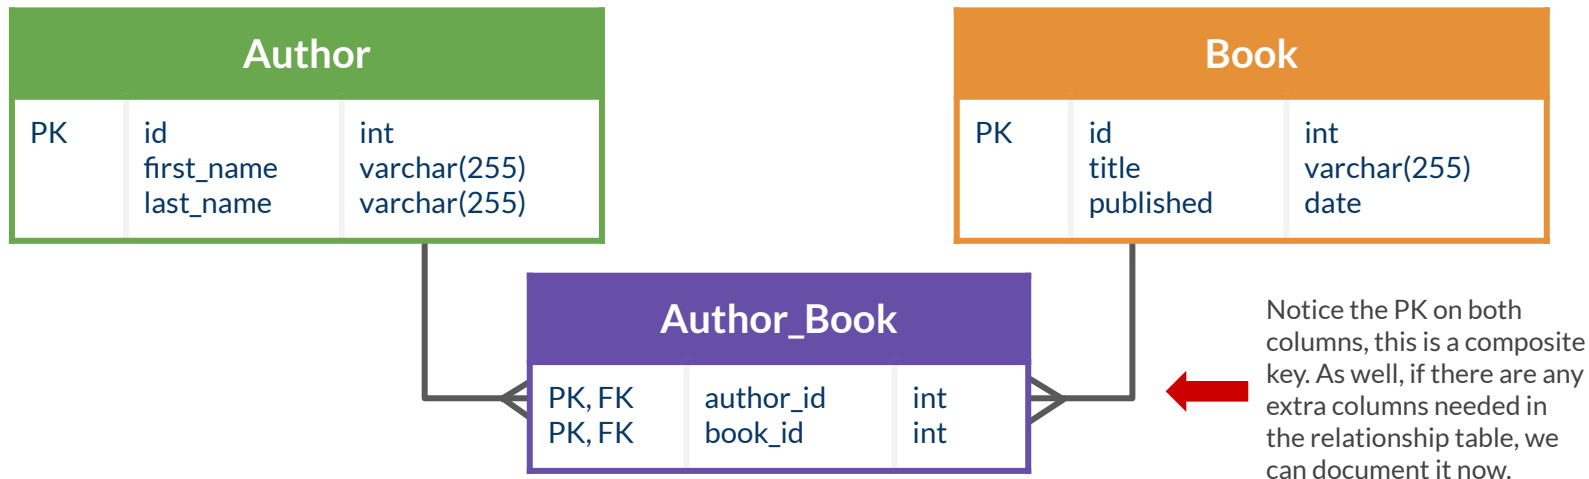 Author
PK id int
first_name varchar(255)
last_name varchar(255)
Book
PK id int
title varchar(255)
published date
Author_Book
PK, FK author_id int
PK, FK book_id int
Notice the PK on both
columns, this is a composite
key. As well, if there are any
extra columns needed in
the relationship table, we
can document it now.